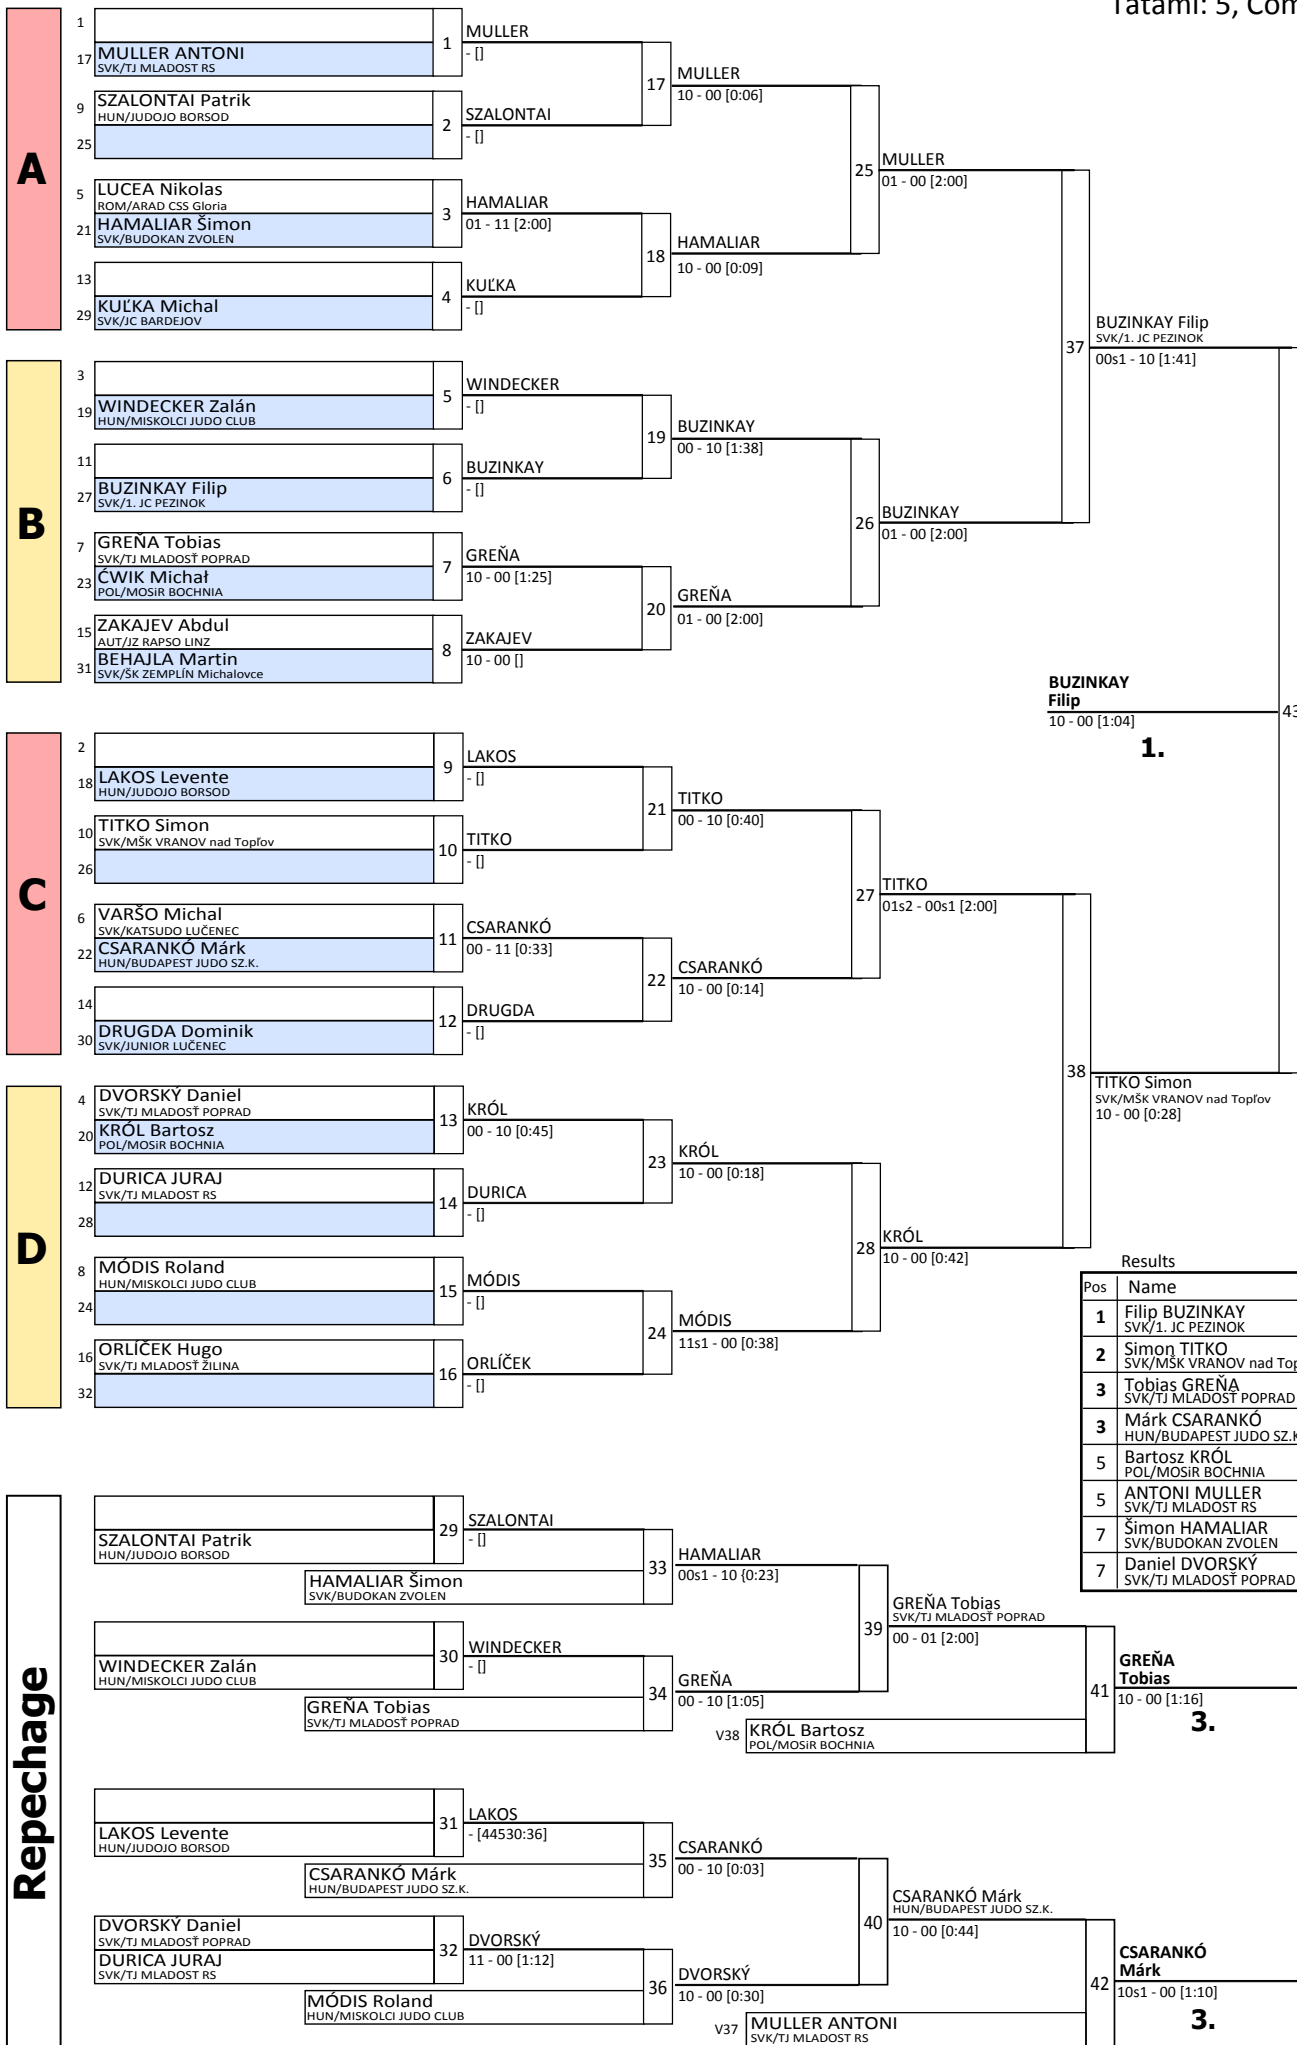 Tatami: 5, Com
A
1
17 MULLER ANTONI
SVK/TJ MLADOST RS
1
MULLER
- []
9 SZALONTAI Patrik
HUN/JUDOJO BORSOD
25
2
SZALONTAI
- []
17
MULLER
10 - 00 [0:06]
5 LUCEA Nikolas
ROM/ARAD CSS Gloria
21 HAMALIAR Šimon
SVK/BUDOKAN ZVOLEN
3
HAMALIAR
01 - 11 [2:00]
13
29 KUĽKA Michal
SVK/JC BARDEJOV
4
KUĽKA
- []
18
HAMALIAR
10 - 00 [0:09]
25
MULLER
01 - 00 [2:00]
B
3
19 WINDECKER Zalán
HUN/MISKOLCI JUDO CLUB
5
WINDECKER
- []
11
27 BUZINKAY Filip
SVK/1. JC PEZINOK
6
BUZINKAY
- []
19
BUZINKAY
00 - 10 [1:38]
7 GREŇA Tobias
SVK/TJ MLADOSŤ POPRAD
23 ĆWIK Michał
POL/MOSiR BOCHNIA
7
GREŇA
10 - 00 [1:25]
15 ZAKAJEV Abdul
AUT/JZ RAPSO LINZ
31 BEHAJLA Martin
SVK/ŠK ZEMPLÍN Michalovce
8
ZAKAJEV
10 - 00 []
20
GREŇA
01 - 00 [2:00]
26
BUZINKAY
01 - 00 [2:00]
37
BUZINKAY Filip
SVK/1. JC PEZINOK
00s1 - 10 [1:41]
BUZINKAY
Filip
10 - 00 [1:04]
1.
43
C
2
18 LAKOS Levente
HUN/JUDOJO BORSOD
9
LAKOS
- []
10 TITKO Simon
SVK/MŠK VRANOV nad Topľov
26
10
TITKO
- []
21
TITKO
00 - 10 [0:40]
6 VARŠO Michal
SVK/KATSUDO LUČENEC
22 CSARANKÓ Márk
HUN/BUDAPEST JUDO SZ.K.
11
CSARANKÓ
00 - 11 [0:33]
14
30 DRUGDA Dominik
SVK/JUNIOR LUČENEC
12
DRUGDA
- []
22
CSARANKÓ
10 - 00 [0:14]
27
TITKO
01s2 - 00s1 [2:00]
D
4 DVORSKÝ Daniel
SVK/TJ MLADOSŤ POPRAD
20 KRÓL Bartosz
POL/MOSiR BOCHNIA
13
KRÓL
00 - 10 [0:45]
12 DURICA JURAJ
SVK/TJ MLADOST RS
28
14
DURICA
- []
23
KRÓL
10 - 00 [0:18]
8 MÓDIS Roland
HUN/MISKOLCI JUDO CLUB
24
15
MÓDIS
- []
16 ORLÍČEK Hugo
SVK/TJ MLADOSŤ ŽILINA
32
16
ORLÍČEK
- []
24
MÓDIS
11s1 - 00 [0:38]
28
KRÓL
10 - 00 [0:42]
38
TITKO Simon
SVK/MŠK VRANOV nad Topľov
10 - 00 [0:28]
Results
Pos Name
1 Filip BUZINKAY
SVK/1. JC PEZINOK
2 Simon TITKO
SVK/MŠK VRANOV nad Top
3 Tobias GREŇA
SVK/TJ MLADOSŤ POPRAD
3 Márk CSARANKÓ
HUN/BUDAPEST JUDO SZ.K
5 Bartosz KRÓL
POL/MOSiR BOCHNIA
5 ANTONI MULLER
SVK/TJ MLADOST RS
7 Šimon HAMALIAR
SVK/BUDOKAN ZVOLEN
7 Daniel DVORSKÝ
SVK/TJ MLADOSŤ POPRAD
Repechage
SZALONTAI Patrik
HUN/JUDOJO BORSOD
29
SZALONTAI
- []
HAMALIAR Šimon
SVK/BUDOKAN ZVOLEN
33
HAMALIAR
00s1 - 10 {0:23]
WINDECKER Zalán
HUN/MISKOLCI JUDO CLUB
30
WINDECKER
- []
GREŇA Tobias
SVK/TJ MLADOSŤ POPRAD
34
GREŇA
00 - 10 [1:05]
39
GREŇA Tobias
SVK/TJ MLADOSŤ POPRAD
00 - 01 [2:00]
V38 KRÓL Bartosz
POL/MOSiR BOCHNIA
41
GREŇA
Tobias
10 - 00 [1:16]
3.
LAKOS Levente
HUN/JUDOJO BORSOD
31
LAKOS
- [44530:36]
CSARANKÓ Márk
HUN/BUDAPEST JUDO SZ.K.
35
CSARANKÓ
00 - 10 [0:03]
DVORSKÝ Daniel
SVK/TJ MLADOSŤ POPRAD
DURICA JURAJ
SVK/TJ MLADOST RS
32
DVORSKÝ
11 - 00 [1:12]
MÓDIS Roland
HUN/MISKOLCI JUDO CLUB
36
DVORSKÝ
10 - 00 [0:30]
40
CSARANKÓ Márk
HUN/BUDAPEST JUDO SZ.K.
10 - 00 [0:44]
V37 MULLER ANTONI
SVK/TJ MLADOST RS
42
CSARANKÓ
Márk
10s1 - 00 [1:10]
3.